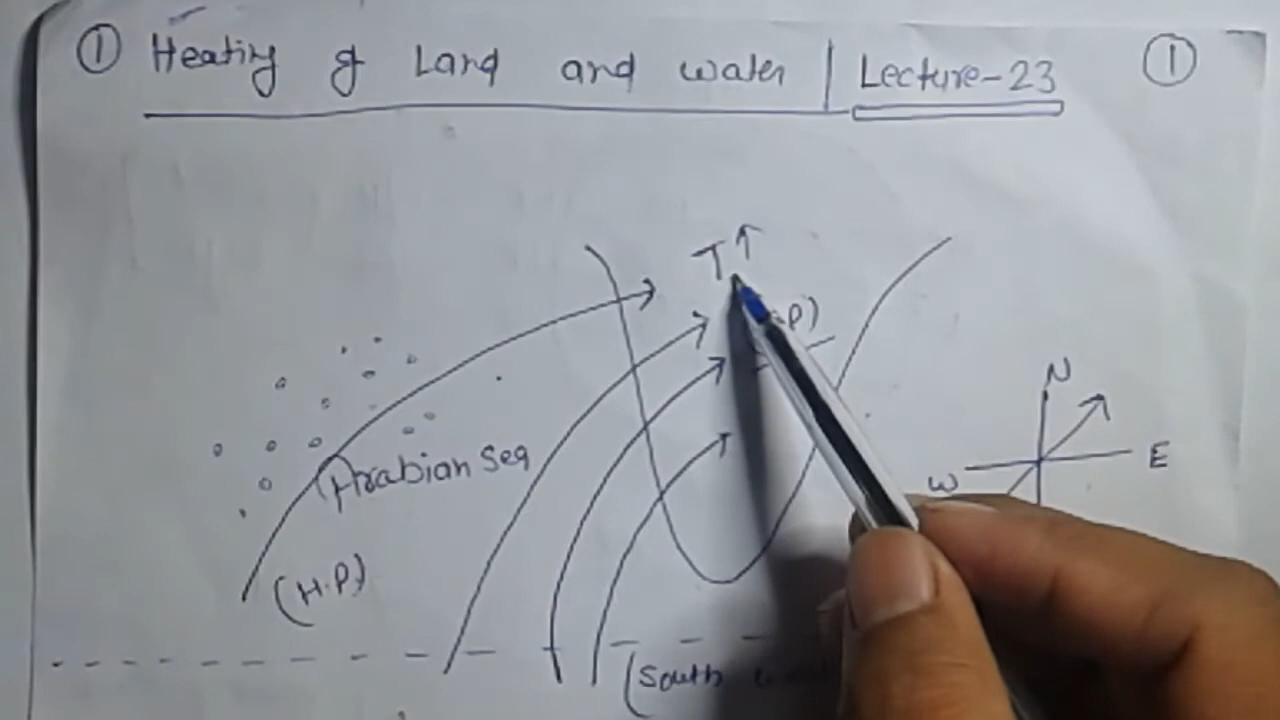 ① Heating of Land and water | Lecture-23 ①
T↑
P)
N
Arabian Sea
W E
(H.P)
(South